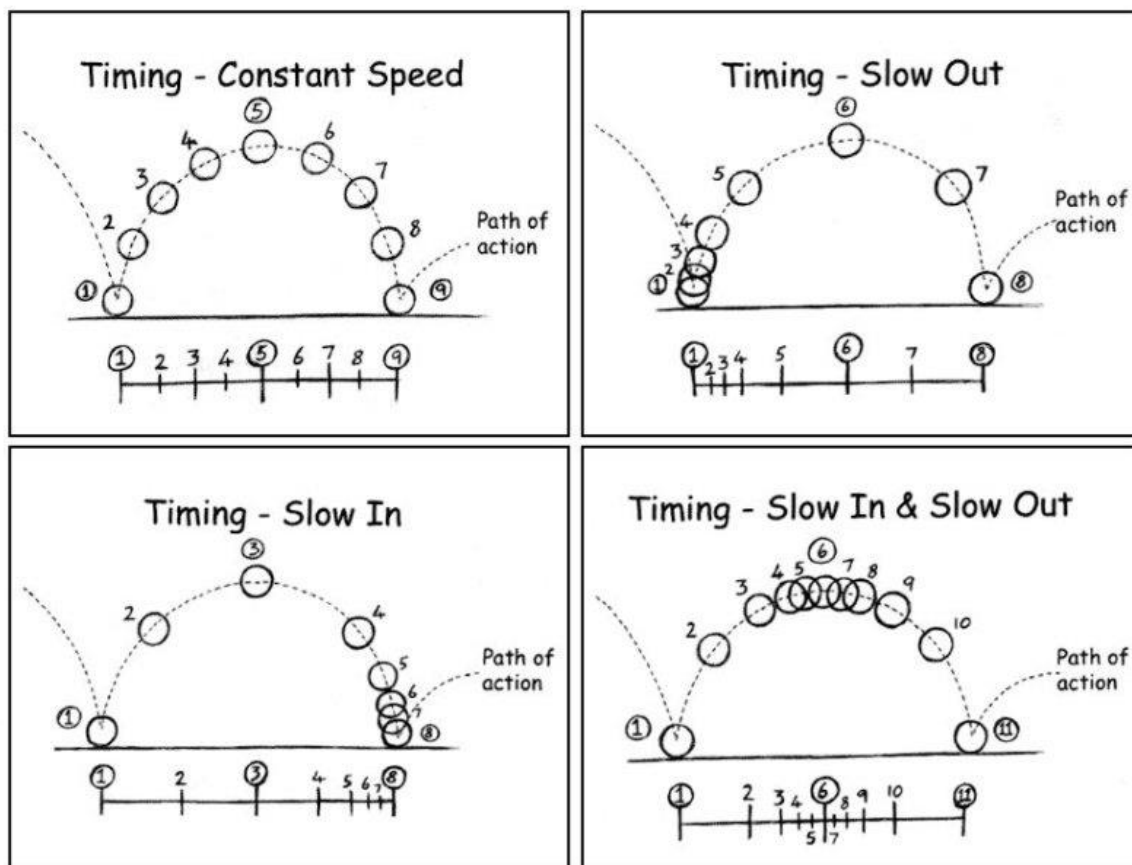 Timing - Constant Speed
5
4
6
3
7
2
8
Path of
action
1
9
1 2 3 4 5 6 7 8 9
Timing - Slow Out
6
5
7
4
3
Path of
action
2
1
8
1 2 3 4 5 6 7 8
Timing - Slow In
3
2
4
5
Path of
action
6
7
1
8
1 2 3 4 5 6 7 8
Timing - Slow In & Slow Out
6
4 5 7 8
3
9
2
10
Path of
action
1
11
1 2 3 4 5 6 7 8 9 10 11